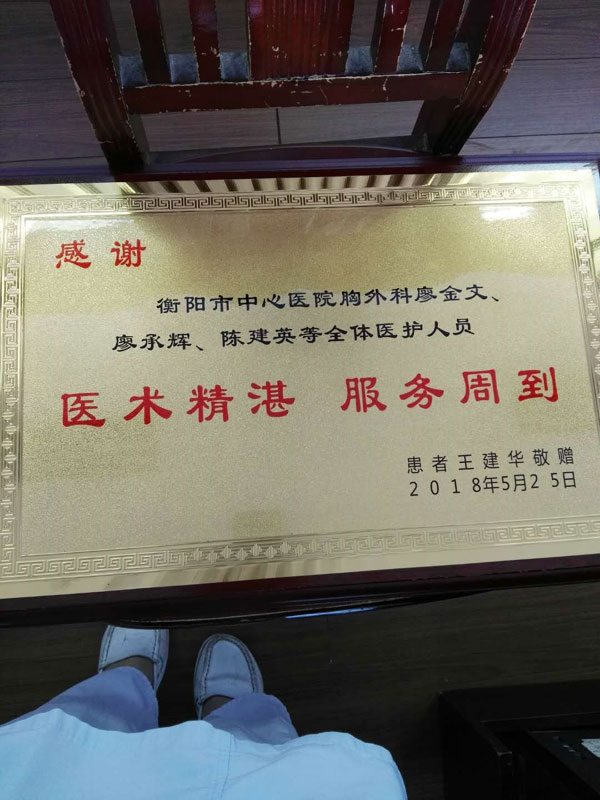 感谢
衡阳市中心医院胸外科廖金文、
廖承辉、陈建英等全体医护人员
医术精湛 服务周到
患者王建华敬赠
2018年5月25日